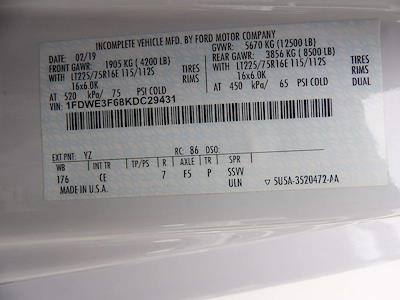 INCOMPLETE VEHICLE MFD. BY FORD MOTOR COMPANY
DATE: 02/19 GVWR: 5670 KG (12500 LB)
FRONT GAWR: 1905 KG ( 4200 LB) REAR GAWR: 3856 KG ( 8500 LB)
WITH LT225/75R16E 115/112S TIRES WITH LT225/75R16E 115/112S TIRES
16x6.0K RIMS 16x6.0K RIMS
AT 520 kPa/ 75 PSI COLD AT 450 kPa/ 65 PSI COLD
VIN: 1FDWE3F68KDC29431
EXT PNT: YZ RC: 86 DSO:
WB INT TR TP/PS R AXLE TR SPR
176 CE 7 F5 P SSVV
MADE IN U.S.A. ULN ▽ 5U5A-3520472-AA